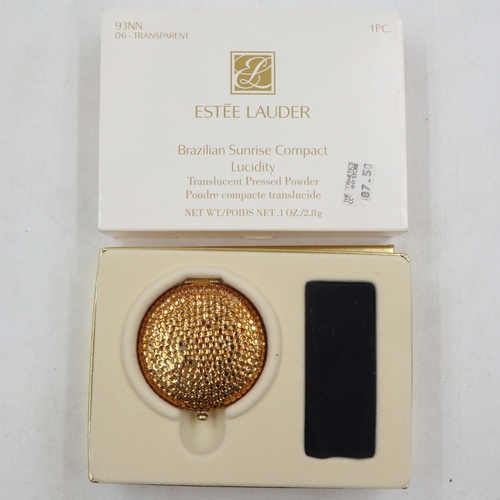 93NN
06 - TRANSPARENT
1PC.
ESTĒE LAUDER
Brazilian Sunrise Compact
Lucidity
Translucent Pressed Powder
Poudre compacte translucide
NET WT./POIDS NET .1 OZ./2.8g
87.50